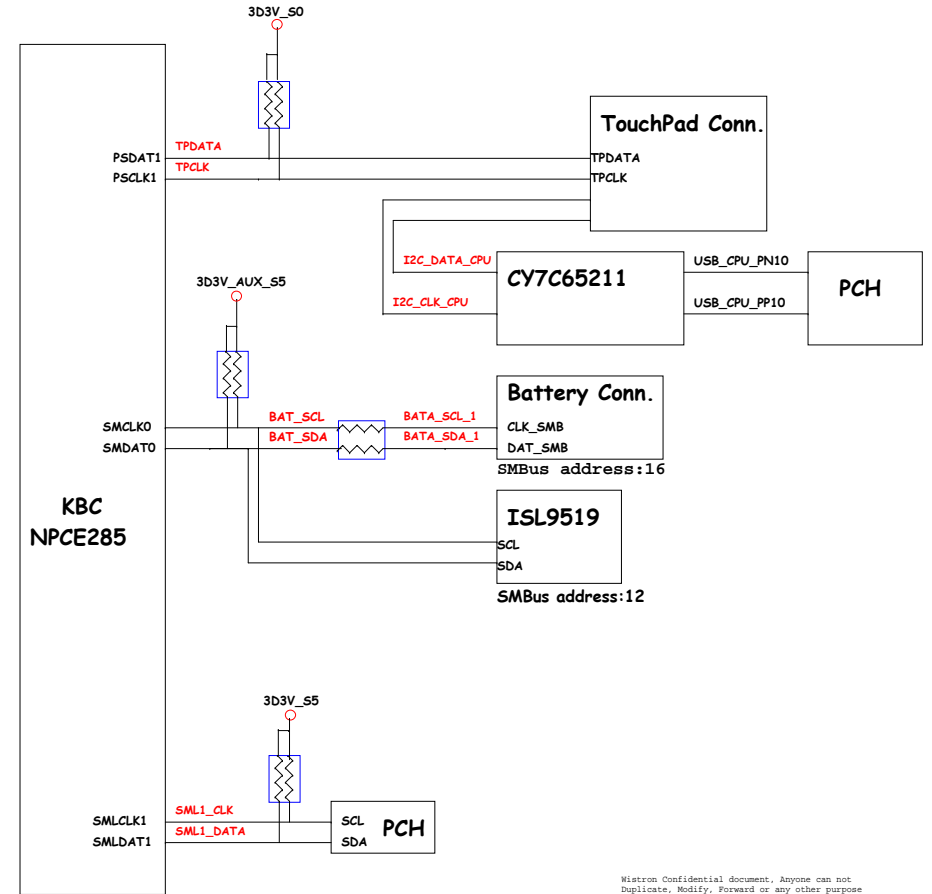 3D3V_S0
TouchPad Conn.
TPDATA
PSDAT1
TPDATA
TPCLK
PSCLK1
TPCLK
I2C_DATA_CPU
CY7C65211
USB_CPU_PN10
PCH
3D3V_AUX_S5
I2C_CLK_CPU
USB_CPU_PP10
Battery Conn.
BAT_SCL
BATA_SCL_1
SMCLK0
CLK_SMB
BAT_SDA
BATA_SDA_1
SMDAT0
DAT_SMB
SMBus address:16
KBC
NPCE285
ISL9519
SCL
SDA
SMBus address:12
3D3V_S5
SML1_CLK
SMLCLK1
SCL
PCH
SML1_DATA
SMLDAT1
SDA
Wistron Confidential document, Anyone can not
Duplicate, Modify, Forward or any other purpose